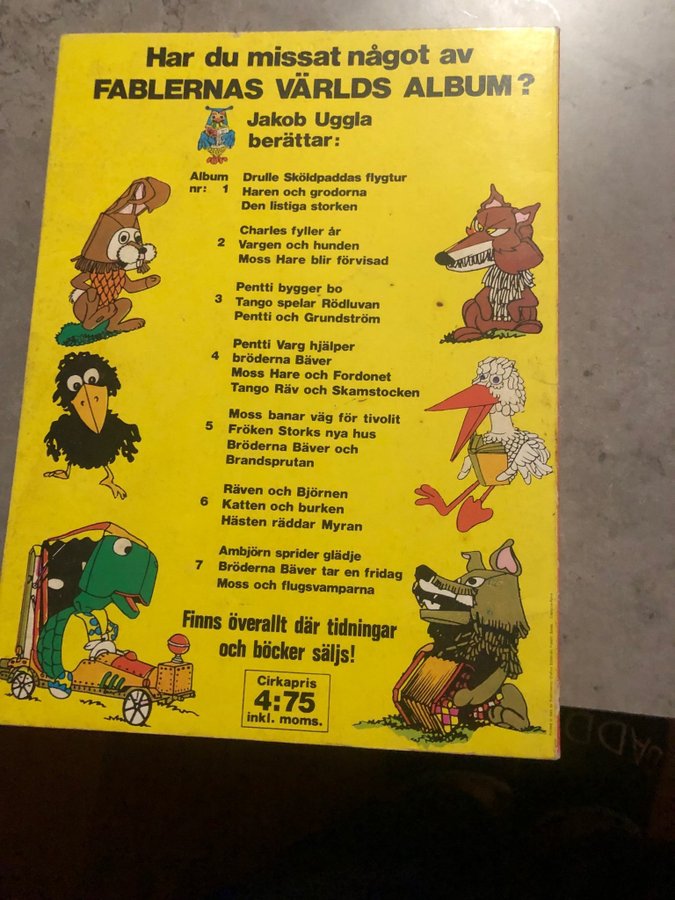 Har du missat något av
FABLERNAS VÄRLDS ALBUM?
Jakob Uggla
berättar:
Album
nr: 1
Drulle Sköldpaddas flygtur
Haren och grodorna
Den listiga storken
2
Charles fyller år
Vargen och hunden
Moss Hare blir förvisad
3
Pentti bygger bo
Tango spelar Rödluvan
Pentti och Grundström
4
Pentti Varg hjälper
bröderna Bäver
Moss Hare och Fordonet
Tango Räv och Skamstocken
5
Moss banar väg för tivolit
Fröken Storks nya hus
Bröderna Bäver och
Brandsprutan
6
Räven och Björnen
Katten och burken
Hästen räddar Myran
7
Ambjörn sprider glädje
Bröderna Bäver tar en fridag
Moss och flugsvamparna
Finns överallt där tidningar
och böcker säljs!
Cirkapris
4:75
inkl. moms.